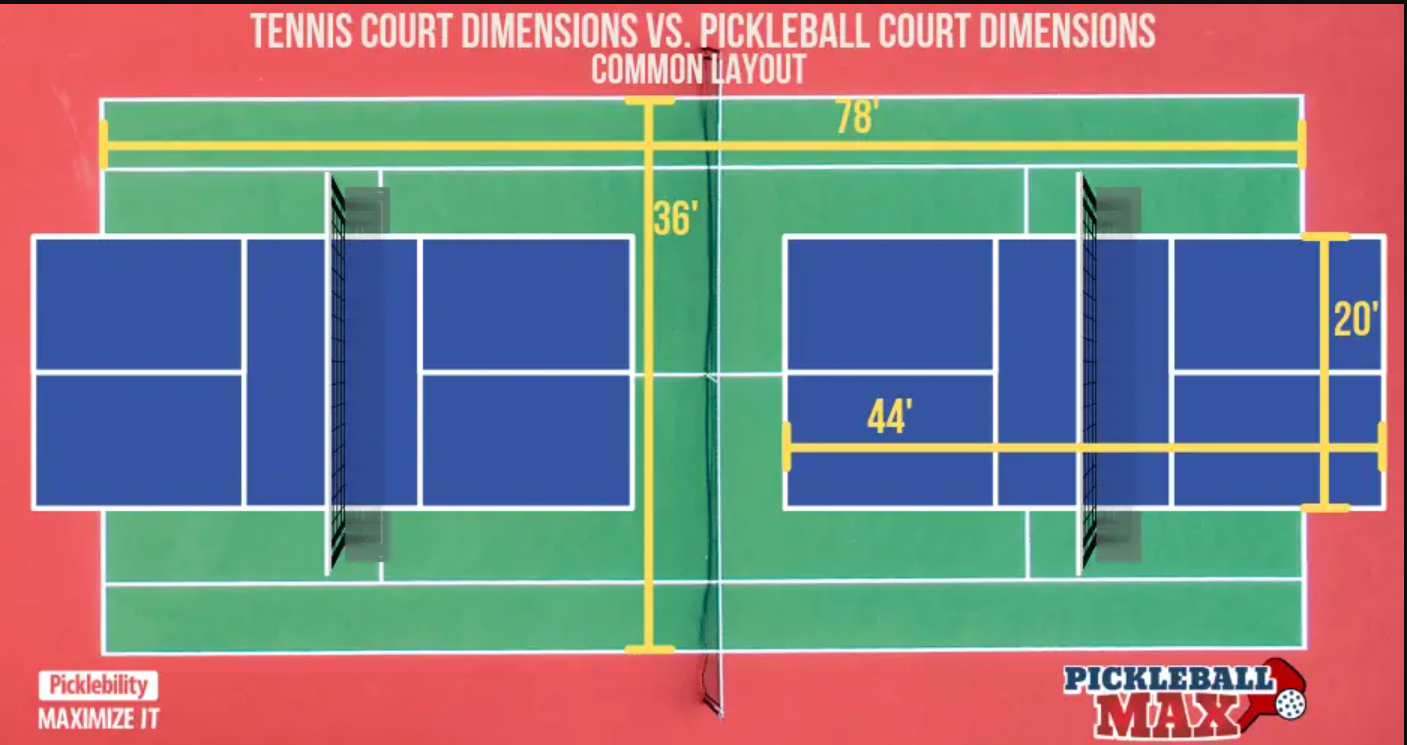 TENNIS COURT DIMENSIONS VS. PICKLEBALL COURT DIMENSIONS
COMMON LAYOUT
78'
36'
20'
44'
Picklebility
MAXIMIZE IT
PICKLEBALL
MAX